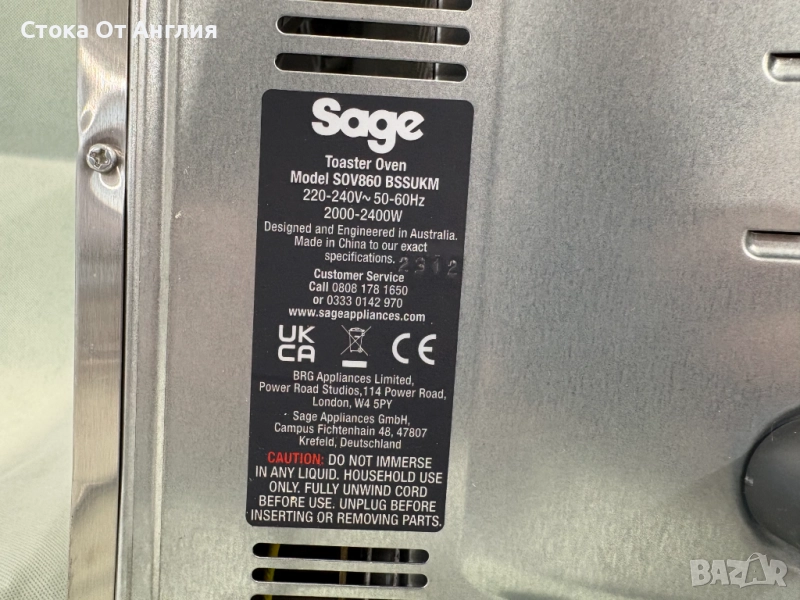 Стока От Англия
Sage
Toaster Oven
Model SOV860 BSSUKM
220-240V~ 50-60Hz
2000-2400W
Designed and Engineered in Australia.
Made in China to our exact
specifications. 2312
Customer Service
Call 0808 178 1650
or 0333 0142 970
www.sageappliances.com
UK
CA
CE
BRG Appliances Limited,
Power Road Studios,114 Power Road,
London, W4 5PY
Sage Appliances GmbH,
Campus Fichtenhain 48, 47807
Krefeld, Deutschland
CAUTION: DO NOT IMMERSE
IN ANY LIQUID. HOUSEHOLD USE
ONLY. FULLY UNWIND CORD
BEFORE USE. UNPLUG BEFORE
INSERTING OR REMOVING PARTS.
BAZAR